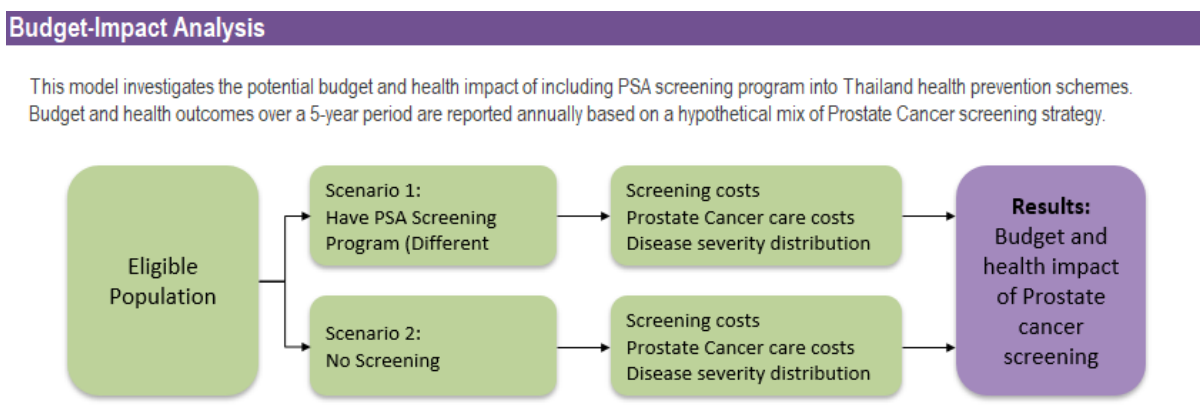 Budget-Impact Analysis
This model investigates the potential budget and health impact of including PSA screening program into Thailand health prevention schemes.
Budget and health outcomes over a 5-year period are reported annually based on a hypothetical mix of Prostate Cancer screening strategy.
Eligible
Population
Scenario 1:
Have PSA Screening
Program (Different
Screening costs
Prostate Cancer care costs
Disease severity distribution
Scenario 2:
No Screening
Screening costs
Prostate Cancer care costs
Disease severity distribution
Results:
Budget and
health impact
of Prostate
cancer
screening